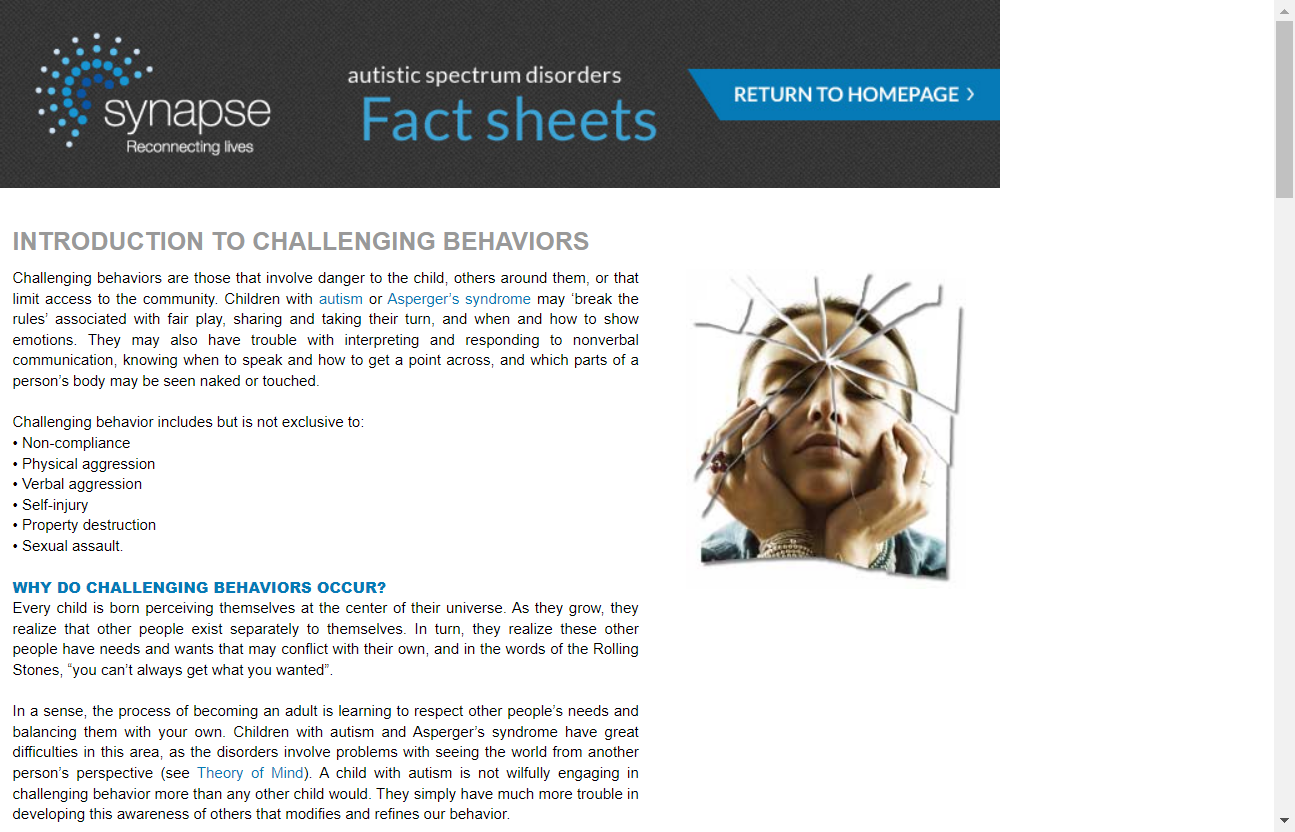 synapse
Reconnecting lives
autistic spectrum disorders
Fact sheets
RETURN TO HOMEPAGE >
INTRODUCTION TO CHALLENGING BEHAVIORS
Challenging behaviors are those that involve danger to the child, others around them, or that
limit access to the community. Children with autism or Asperger’s syndrome may ‘break the
rules’ associated with fair play, sharing and taking their turn, and when and how to show
emotions. They may also have trouble with interpreting and responding to nonverbal
communication, knowing when to speak and how to get a point across, and which parts of a
person’s body may be seen naked or touched.
Challenging behavior includes but is not exclusive to:
• Non-compliance
• Physical aggression
• Verbal aggression
• Self-injury
• Property destruction
• Sexual assault.
WHY DO CHALLENGING BEHAVIORS OCCUR?
Every child is born perceiving themselves at the center of their universe. As they grow, they
realize that other people exist separately to themselves. In turn, they realize these other
people have needs and wants that may conflict with their own, and in the words of the Rolling
Stones, “you can’t always get what you wanted”.
In a sense, the process of becoming an adult is learning to respect other people’s needs and
balancing them with your own. Children with autism and Asperger’s syndrome have great
difficulties in this area, as the disorders involve problems with seeing the world from another
person’s perspective (see Theory of Mind). A child with autism is not wilfully engaging in
challenging behavior more than any other child would. They simply have much more trouble in
developing this awareness of others that modifies and refines our behavior.